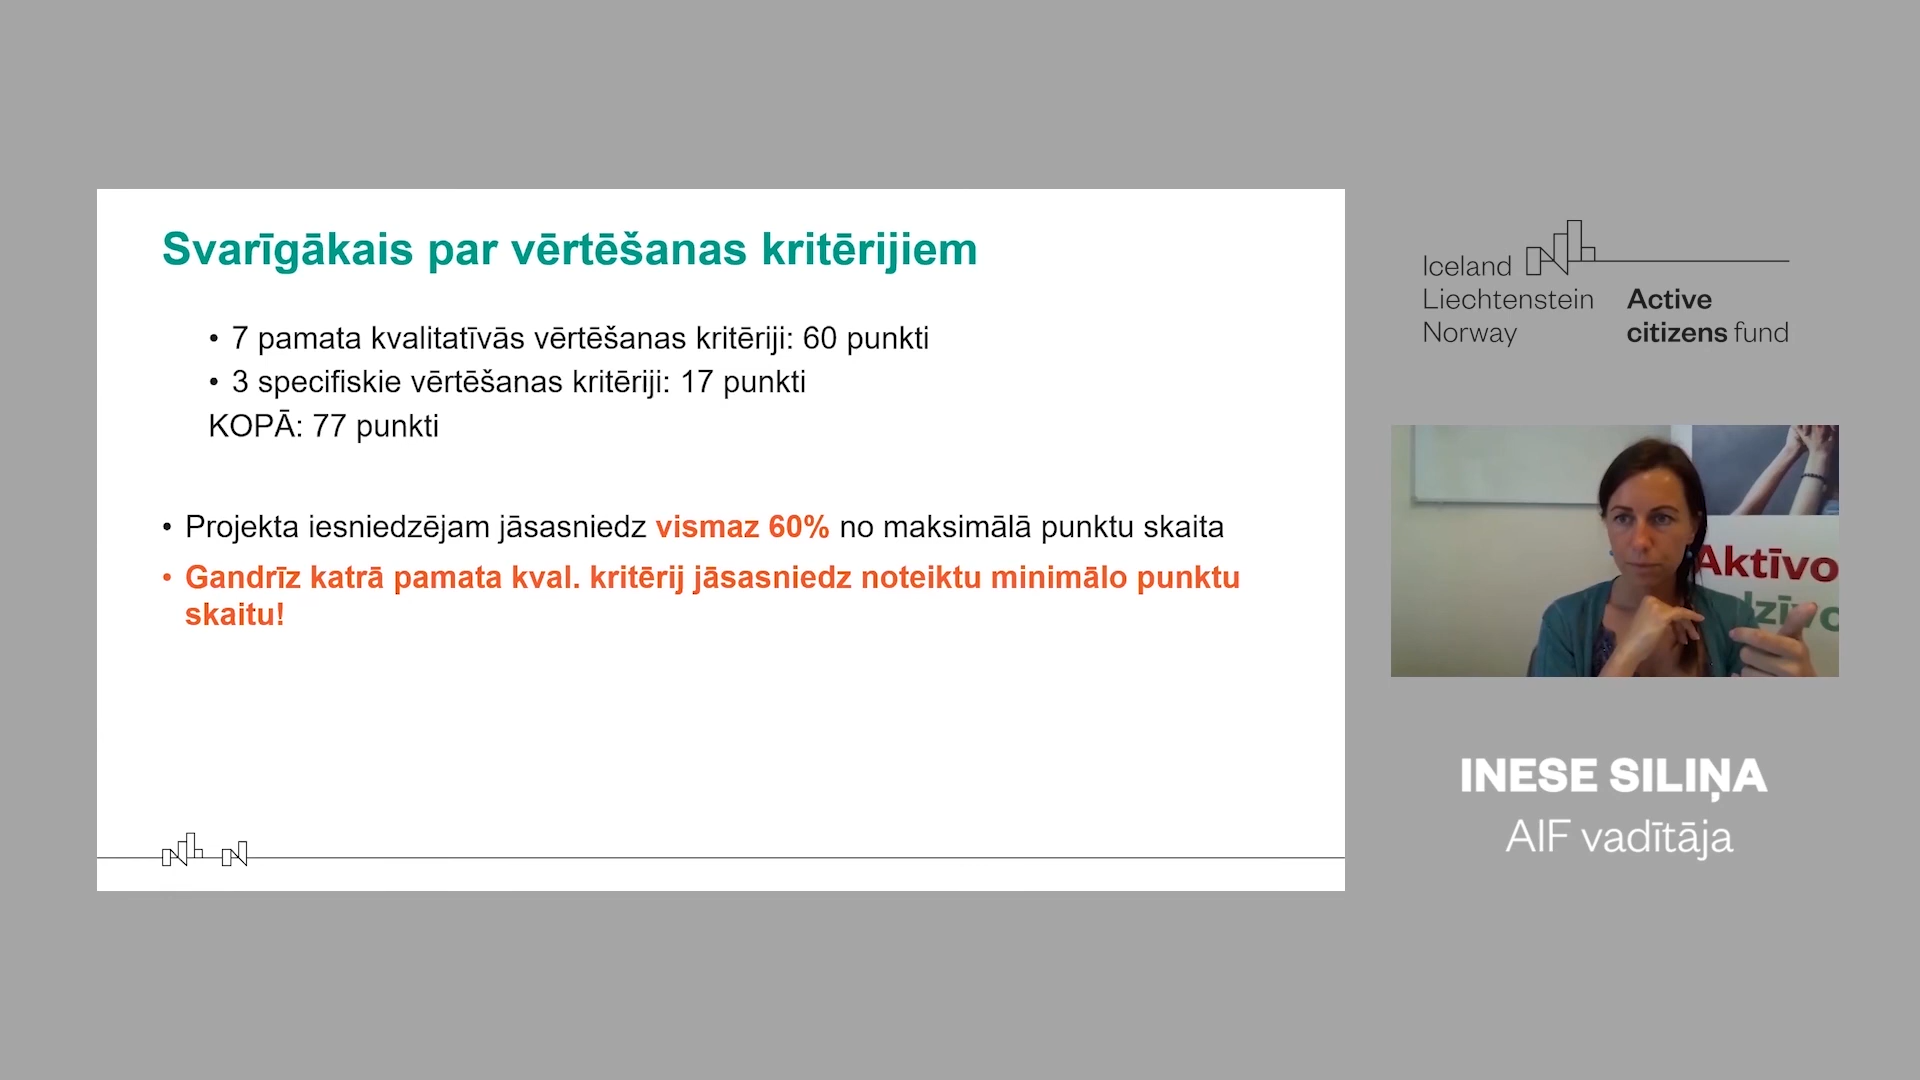 Svarīgākais par vērtēšanas kritērijiem
• 7 pamata kvalitatīvās vērtēšanas kritēriji: 60 punkti
• 3 specifiskie vērtēšanas kritēriji: 17 punkti
KOPĀ: 77 punkti
• Projekta iesniedzējam jāsasniedz vismaz 60% no maksimālā punktu skaita
• Gandrīz katrā pamata kval. kritērij jāsasniedz noteiktu minimālo punktu
skaitu!
Iceland
Liechtenstein
Norway
Active
citizens fund
Aktīvo
INESE SILIŅA
AIF vadītāja